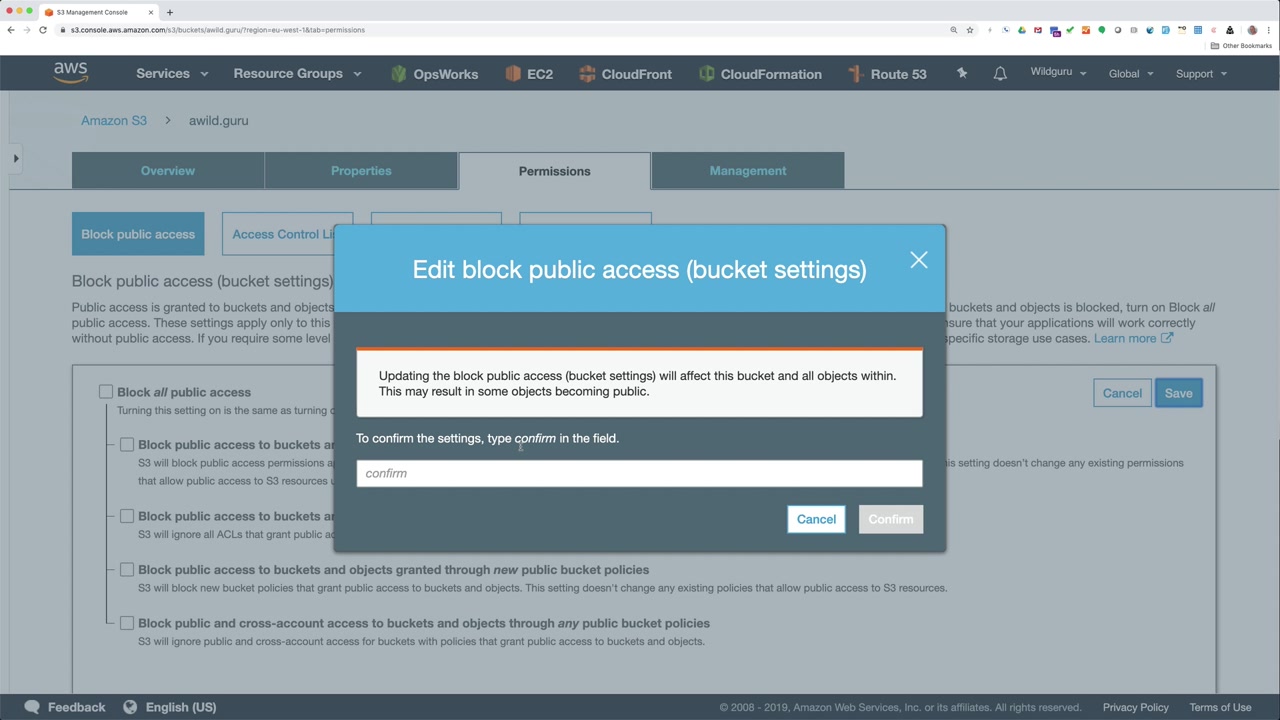 S3 Management Console
s3.console.aws.amazon.com/s3/buckets/awild.guru/?region=eu-west-1&tab=permissions
Other Bookmarks
aws Services Resource Groups OpsWorks EC2 CloudFront CloudFormation Route 53 Wildguru Global Support
Amazon S3 awild.guru
Overview Properties Permissions Management
Block public access Access Control Li
Edit block public access (bucket settings)
Block public access (bucket settings)
Public access is granted to buckets and objects buckets and objects is blocked, turn on Block all
public access. These settings apply only to this sure that your applications will work correctly
without public access. If you require some level specific storage use cases. Learn more
Updating the block public access (bucket settings) will affect this bucket and all objects within.
This may result in some objects becoming public.
Block all public access Cancel Save
Turning this setting on is the same as turning
To confirm the settings, type confirm in the field.
Block public access to buckets
S3 will block public access permissions is setting doesn't change any existing permissions
confirm
that allow public access to S3 resources
Block public access to buckets
S3 will ignore all ACLs that grant public
Cancel Confirm
Block public access to buckets and objects granted through new public bucket policies
S3 will block new bucket policies that grant public access to buckets and objects. This setting doesn't change any existing policies that allow public access to S3 resources.
Block public and cross-account access to buckets and objects through any public bucket policies
S3 will ignore public and cross-account access for buckets with policies that grant public access to buckets and objects.
Feedback English (US) © 2008 - 2019, Amazon Web Services, Inc. or its affiliates. All rights reserved. Privacy Policy Terms of Use